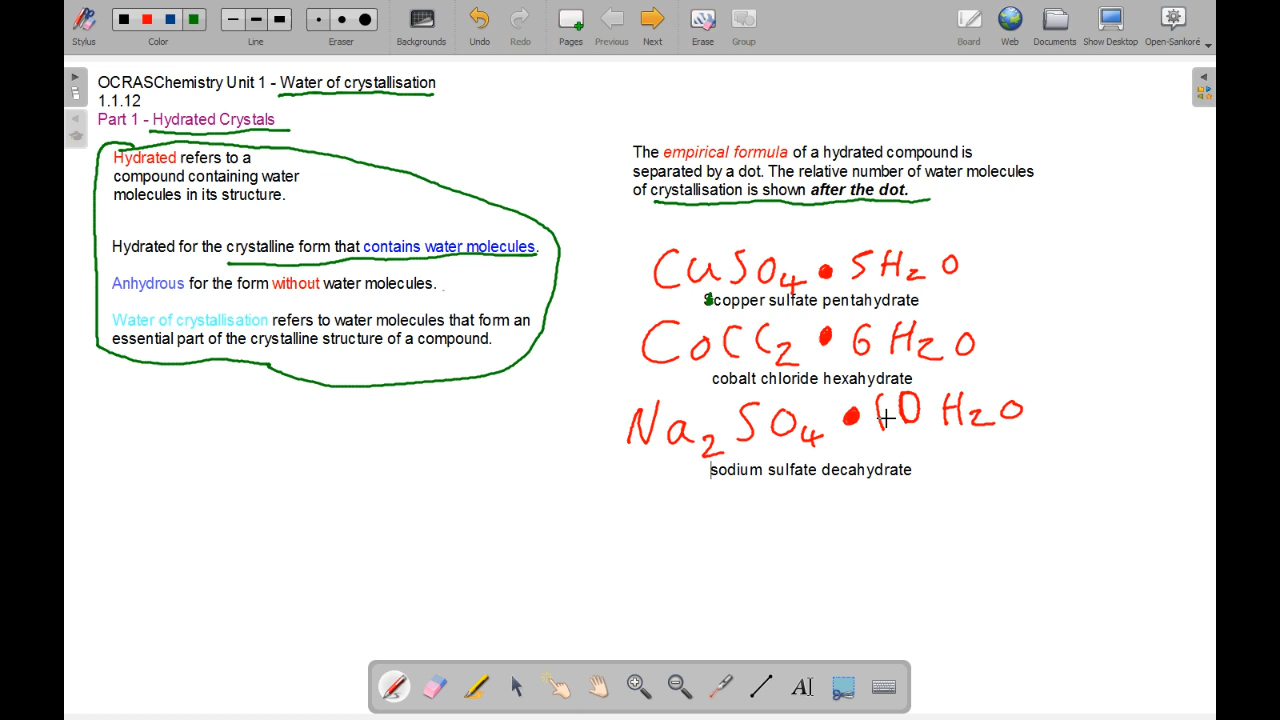 Stylus
Color
Line
Eraser
Backgrounds
Undo
Redo
Pages
Previous
Next
Erase
Group
Board
Web
Documents
Show Desktop
Open-Sankoré
OCRASChemistry Unit 1 - Water of crystallisation
1.1.12
Part 1 - Hydrated Crystals
Hydrated refers to a
compound containing water
molecules in its structure.
Hydrated for the crystalline form that contains water molecules.
Anhydrous for the form without water molecules.
Water of crystallisation refers to water molecules that form an
essential part of the crystalline structure of a compound.
The empirical formula of a hydrated compound is
separated by a dot. The relative number of water molecules
of crystallisation is shown after the dot.
CuSO4 • 5H2O
copper sulfate pentahydrate
CoCl2 • 6H2O
cobalt chloride hexahydrate
Na2SO4 • 10H2O
sodium sulfate decahydrate